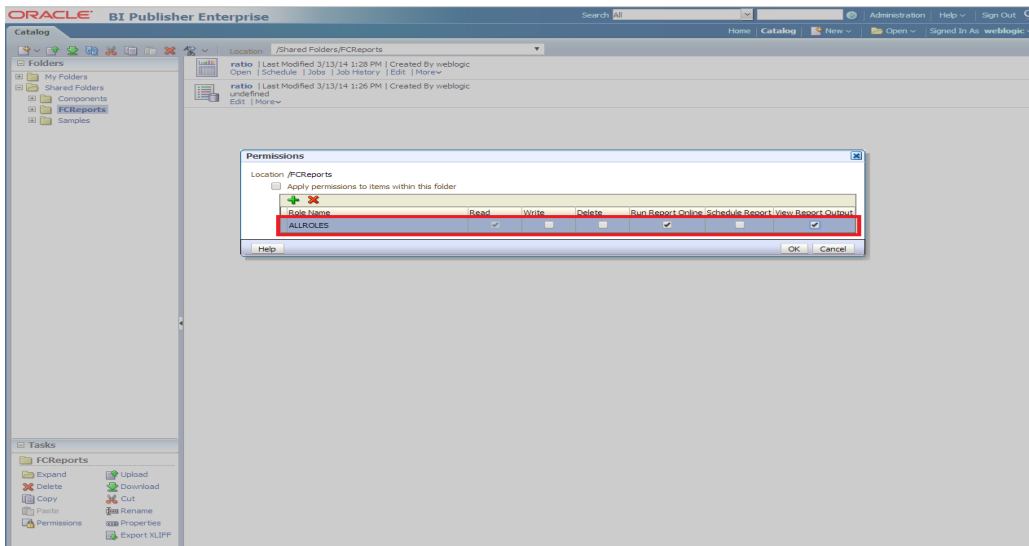 ORACLE BI Publisher Enterprise Search All Administration Help Sign Out
Catalog Home Catalog New Open Signed In As weblogic
Location /Shared Folders/FCReports
Folders
My Folders
Shared Folders
Components
FCReports
Samples
ratio | Last Modified 3/13/14 1:28 PM | Created By weblogic
Open | Schedule | Jobs | Job History | Edit | More
ratio | Last Modified 3/13/14 1:26 PM | Created By weblogic
undefined
Edit | More
Permissions
Location /FCReports
Apply permissions to items within this folder
Role Name Read Write Delete Run Report Online Schedule Report View Report Output
ALLROLES
Help OK Cancel
Tasks
FCReports
Expand Upload
Delete Download
Copy Cut
Paste Rename
Permissions Properties
Export XLIFF